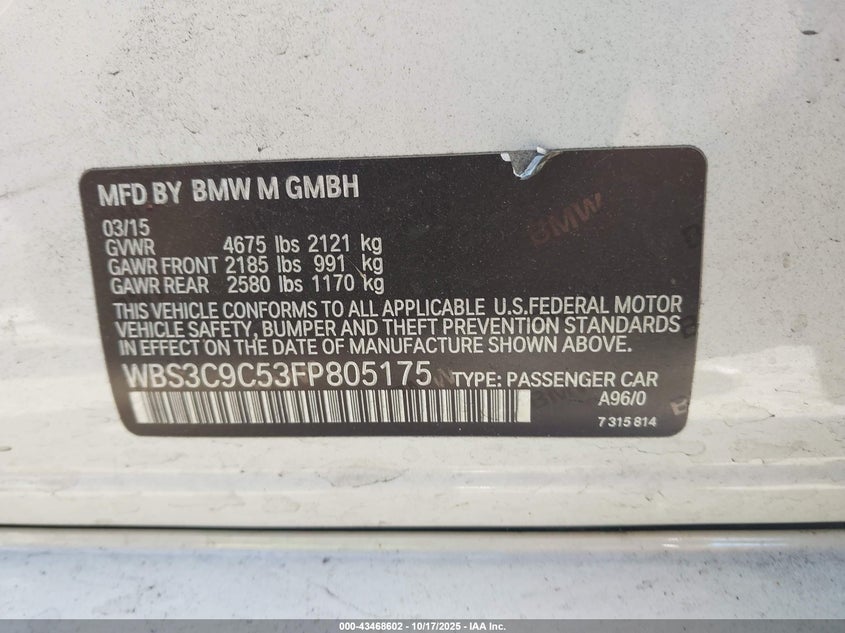 MFD BY BMW M GMBH
03/15
GVWR 4675 lbs 2121 kg
GAWR FRONT 2185 lbs 991 kg
GAWR REAR 2580 lbs 1170 kg
THIS VEHICLE CONFORMS TO ALL APPLICABLE U.S.FEDERAL MOTOR
VEHICLE SAFETY, BUMPER AND THEFT PREVENTION STANDARDS
IN EFFECT ON THE DATE OF MANUFACTURE SHOWN ABOVE.
WBS3C9C53FP805175 TYPE: PASSENGER CAR
A96/0
7 315 814
BMW
000-43468602 - 10/17/2025 - IAA Inc.